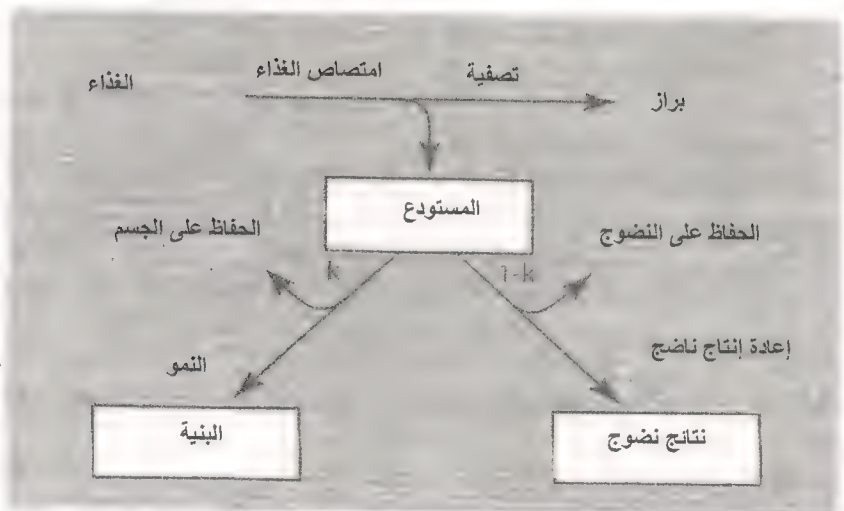 امتصاص الغذاء
تصفية
الغذاء
براز
المستودع
الحفاظ على الجسم
الحفاظ على النضوج
k
1-k
إعادة إنتاج ناضج
النمو
البنية
نتائج نضوج